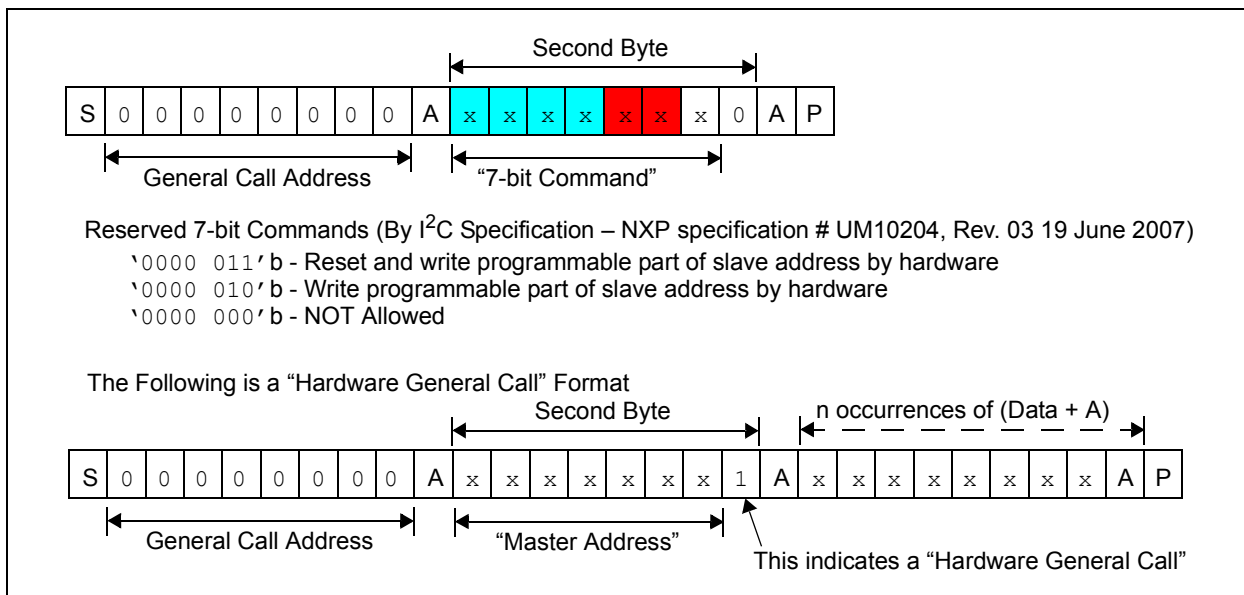 Second Byte
S 0 0 0 0 0 0 0 0 A x x x x x x x 0 A P
General Call Address “7-bit Command”
Reserved 7-bit Commands (By I²C Specification – NXP specification # UM10204, Rev. 03 19 June 2007)
‘0000 011’ b - Reset and write programmable part of slave address by hardware
‘0000 010’ b - Write programmable part of slave address by hardware
‘0000 000’ b - NOT Allowed
The Following is a “Hardware General Call” Format
Second Byte n occurrences of (Data + A)
S 0 0 0 0 0 0 0 0 A x x x x x x x 1 A x x x x x x x x A P
General Call Address “Master Address”
This indicates a “Hardware General Call”